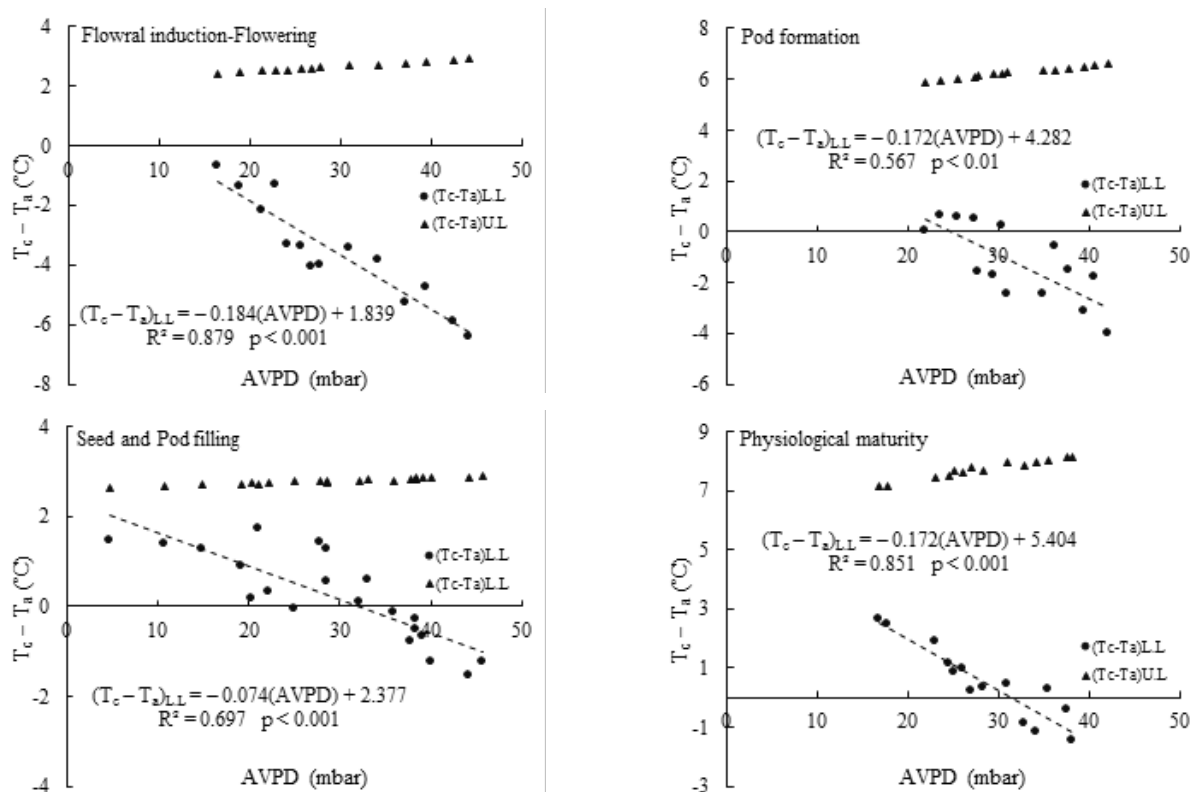 Flowral induction-Flowering
4
2
0
-2
-4
-6
-8
0
10
20
30
40
50
Tc – Ta (ºC)
(Tc-Ta)L.L
(Tc-Ta)U.L
(Tc – Ta)L.L = – 0.184(AVPD) + 1.839
R² = 0.879 p < 0.001
AVPD (mbar)
Pod formation
8
6
4
2
0
-2
-4
-6
0
10
20
30
40
50
Tc – Ta (ºC)
(Tc – Ta)L.L = – 0.172(AVPD) + 4.282
R² = 0.567 p < 0.01
(Tc-Ta)L.L
(Tc-Ta)U.L
AVPD (mbar)
Seed and Pod filling
4
2
0
-2
-4
0
10
20
30
40
50
Tc – Ta (ºC)
(Tc-Ta)L.L
(Tc-Ta)L.L
(Tc – Ta)L.L = – 0.074(AVPD) + 2.377
R² = 0.697 p < 0.001
AVPD (mbar)
Physiological maturity
9
7
5
3
1
-1
-3
0
10
20
30
40
50
Tc – Ta (ºC)
(Tc – Ta)L.L = – 0.172(AVPD) + 5.404
R² = 0.851 p < 0.001
(Tc-Ta)L.L
(Tc-Ta)U.L
AVPD (mbar)